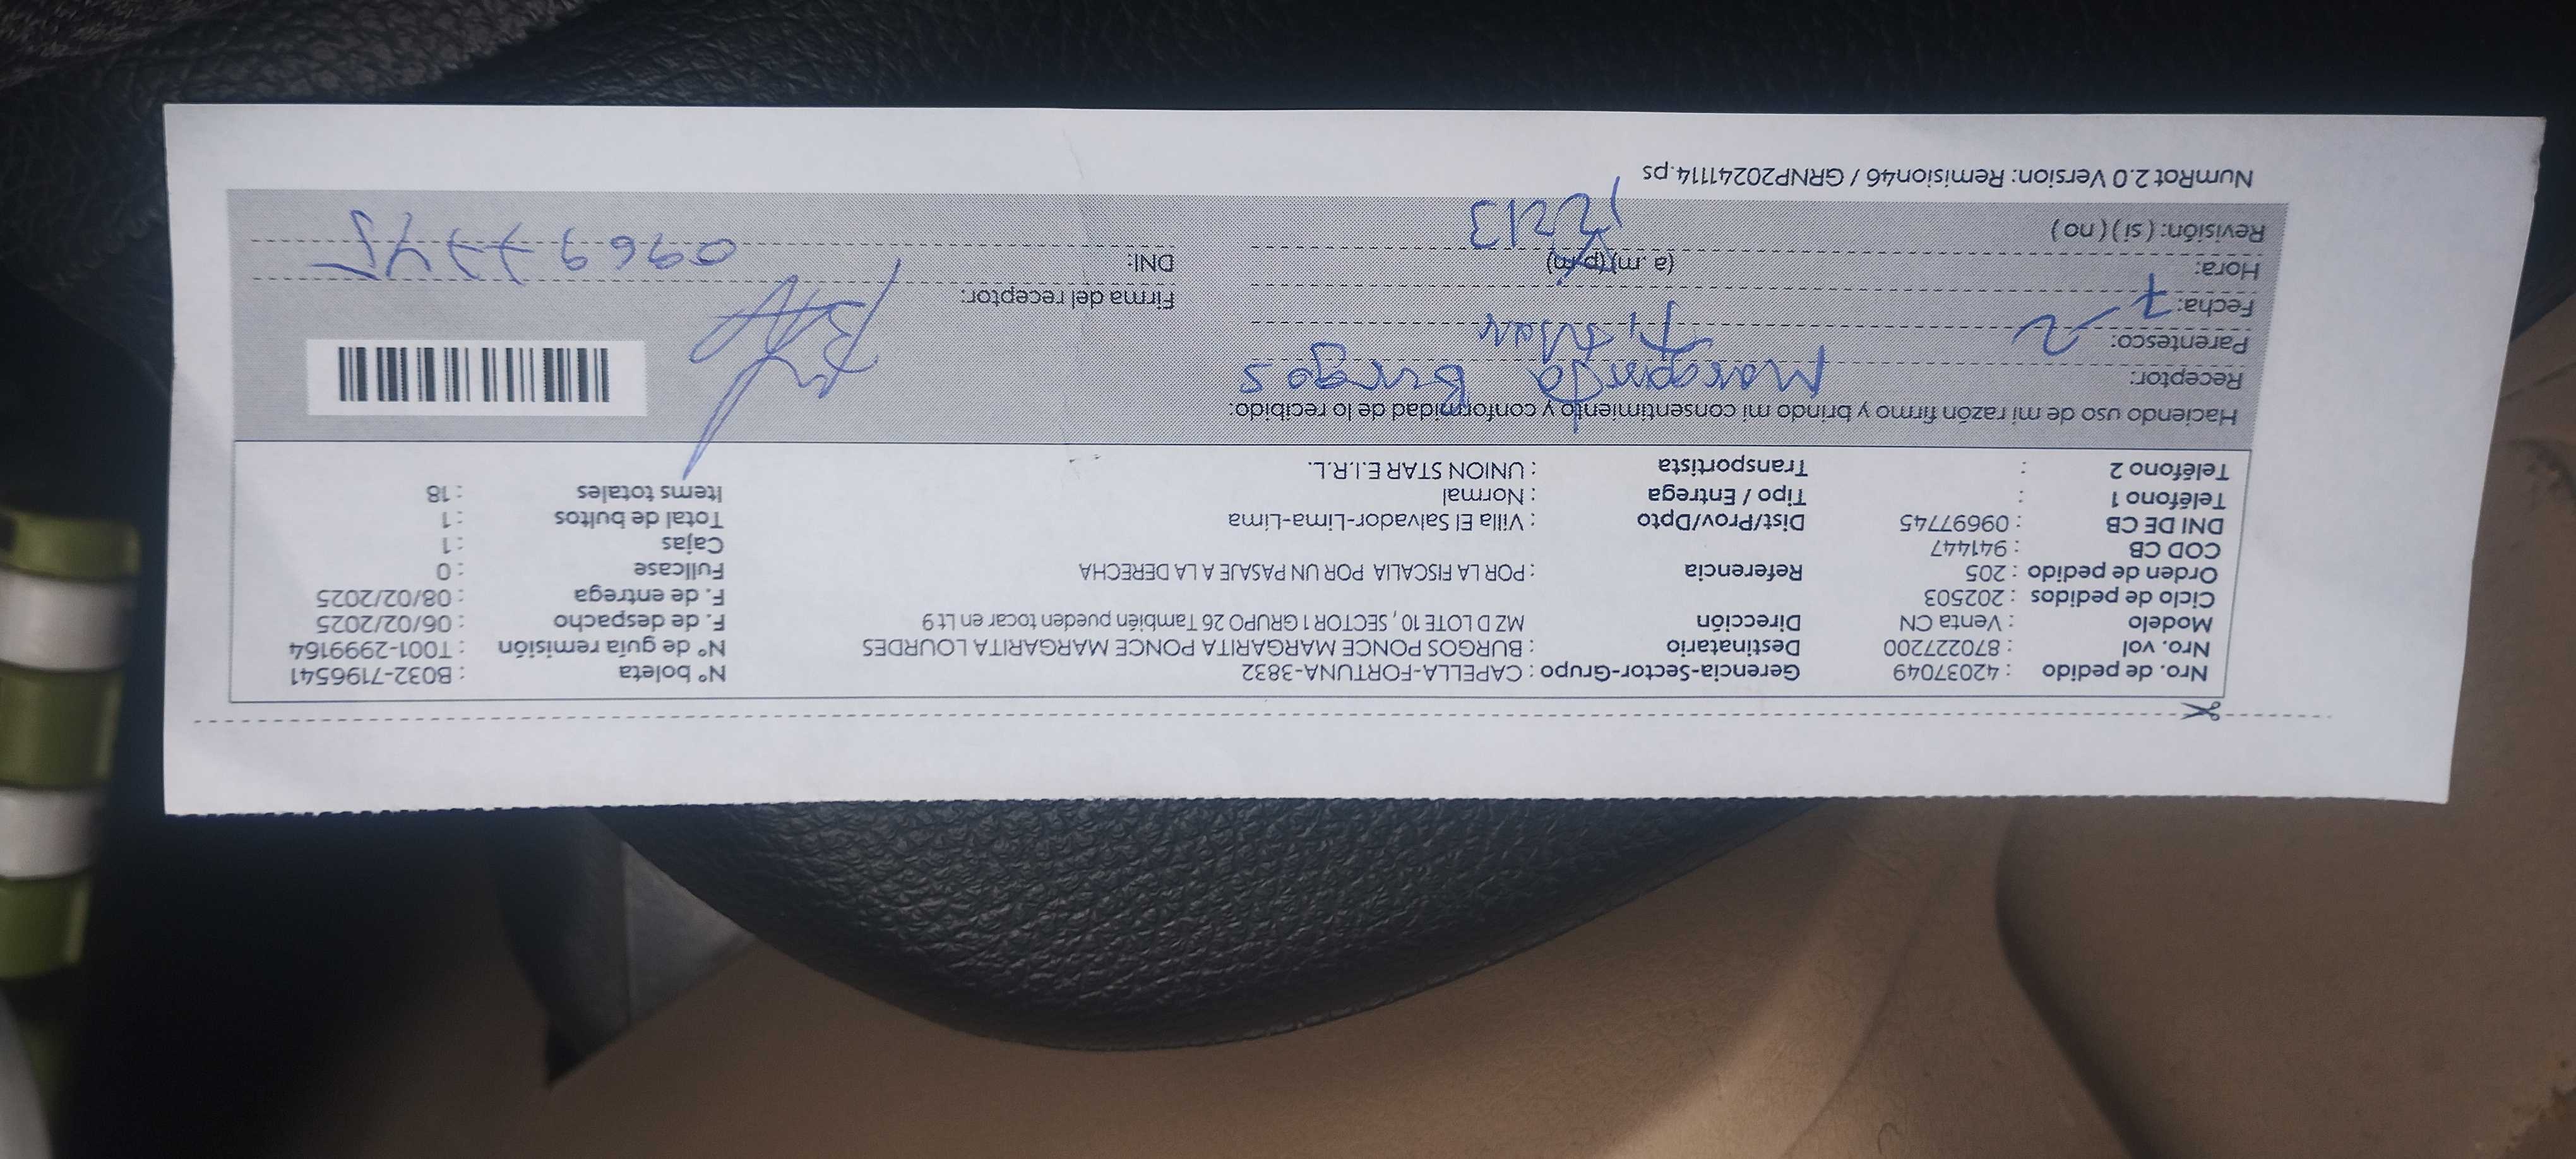 Nro. de pedido : 42037049 Gerencia-Sector-Grupo : CAPELLA-FORTUNA-3832 N° boleta : B032-7196541
Nro. vol : 870227200 Destinatario : BURGOS PONCE MARGARITA PONCE MARGARITA LOURDES N° de guía remisión : T001-2999164
Modelo : Venta CN Dirección MZ D LOTE 10 , SECTOR 1 GRUPO 26 También pueden tocar en Lt 9 F. de despacho : 06/02/2025
Ciclo de pedidos : 202503 F. de entrega : 08/02/2025
Orden de pedido : 205 Referencia : POR LA FISCALIA POR UN PASAJE A LA DERECHA Fullcase : 0
COD CB : 941447 Cajas : 1
DNI DE CB : 09697745 Dist/Prov/Dpto : Villa El Salvador-Lima-Lima Total de bultos : 1
Teléfono 1 : Tipo / Entrega : Normal Items totales : 18
Teléfono 2 : Transportista : UNION STAR E.I.R.L.
Haciendo uso de mi razón firmo y brindo mi consentimiento y conformidad de lo recibido:
Receptor: Margarita Burgos
Parentesco: Titular
Fecha: 7 2 Firma del receptor:
Hora: (a .m) (p.m) DNI: 09697745
Revisión: ( si ) ( no ) 12:13
NumRot 2.0 Version: Remision46 / GRNP20241114.ps